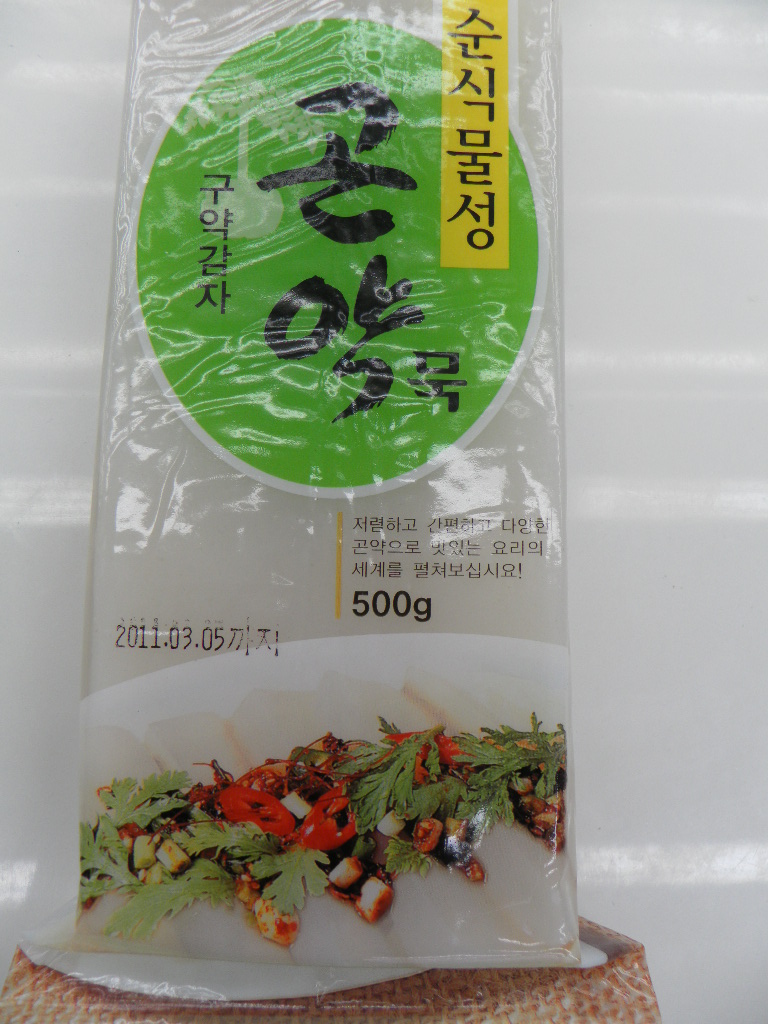 순식물성
구약감자
곤약묵
저렴하고 간편하고 다양한
곤약으로 맛있는 요리의
세계를 펼쳐보십시요!
500g
2011.03.05까지